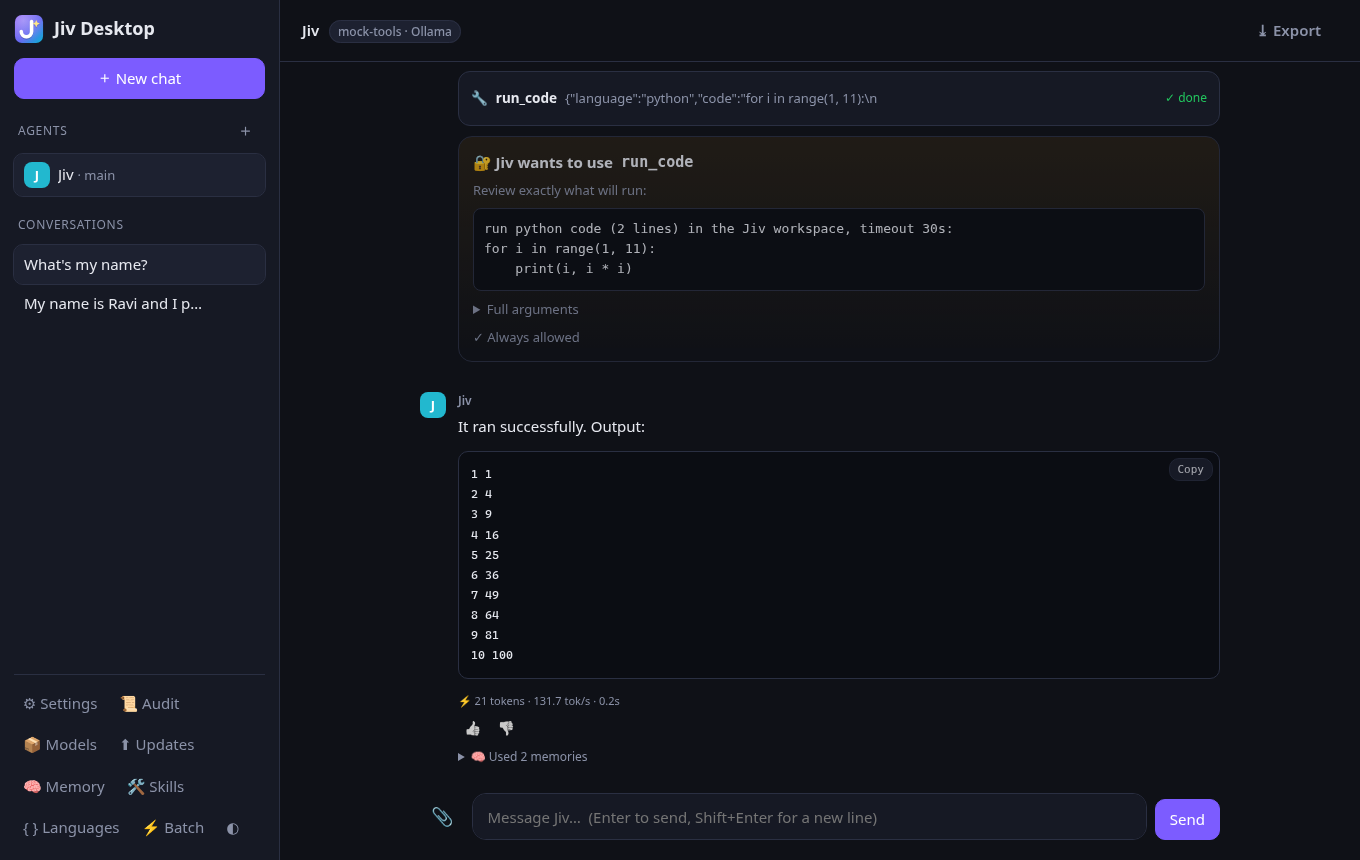 Jiv Desktop
+ New chat
AGENTS +
J Jiv · main
CONVERSATIONS
What's my name?
My name is Ravi and I p...
⚙ Settings 📜 Audit
📦 Models ⬆ Updates
🧠 Memory 🛠️ Skills
{ } Languages ⚡ Batch ◐
Jiv mock-tools · Ollama ⤓ Export
🔧 run_code {"language":"python","code":"for i in range(1, 11):\n ✓ done
🔐 Jiv wants to use run_code
Review exactly what will run:
run python code (2 lines) in the Jiv workspace, timeout 30s:
for i in range(1, 11):
    print(i, i * i)
▶ Full arguments
✓ Always allowed
J Jiv
It ran successfully. Output:
Copy
1 1
2 4
3 9
4 16
5 25
6 36
7 49
8 64
9 81
10 100
⚡ 21 tokens · 131.7 tok/s · 0.2s
👍 👎
▶ 🧠 Used 2 memories
📎 Message Jiv... (Enter to send, Shift+Enter for a new line) Send